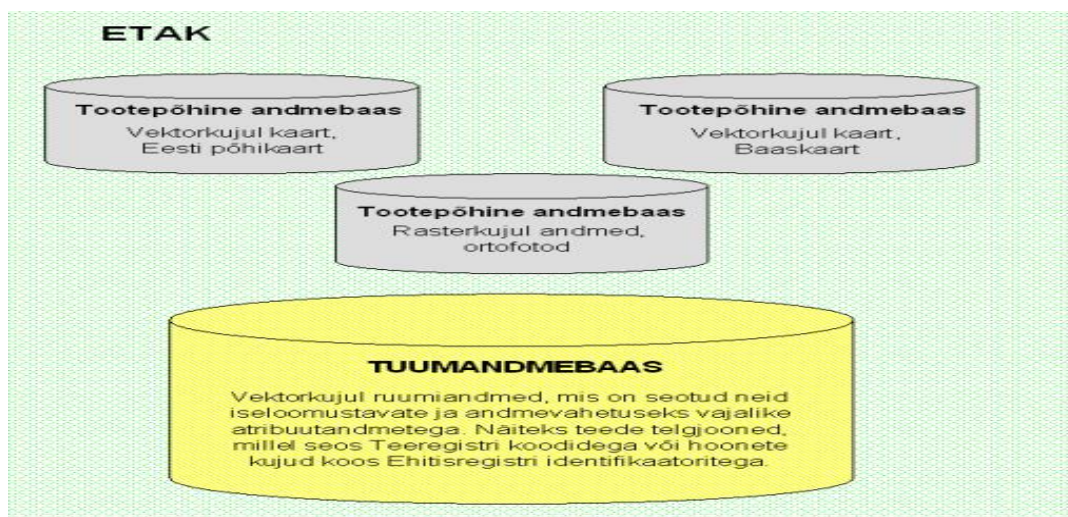 ETAK
Tootepõhine andmebaas
Vektorkujul kaart,
Eesti põhikaart
Tootepõhine andmebaas
Vektorkujul kaart,
Baaskaart
Tootepõhine andmebaas
Rasterkujul andmed,
ortofotod
TUUMANDMEBAAS
Vektorkujul ruumiandmed, mis on seotud neid
iseloomustavate ja andmevahetuseks vajalike
atribuutandmetega. Näiteks teede telgjooned,
millel seos Teeregistri koodidega või hoonete
kujud koos Ehitisregistri identifikaatoritega.